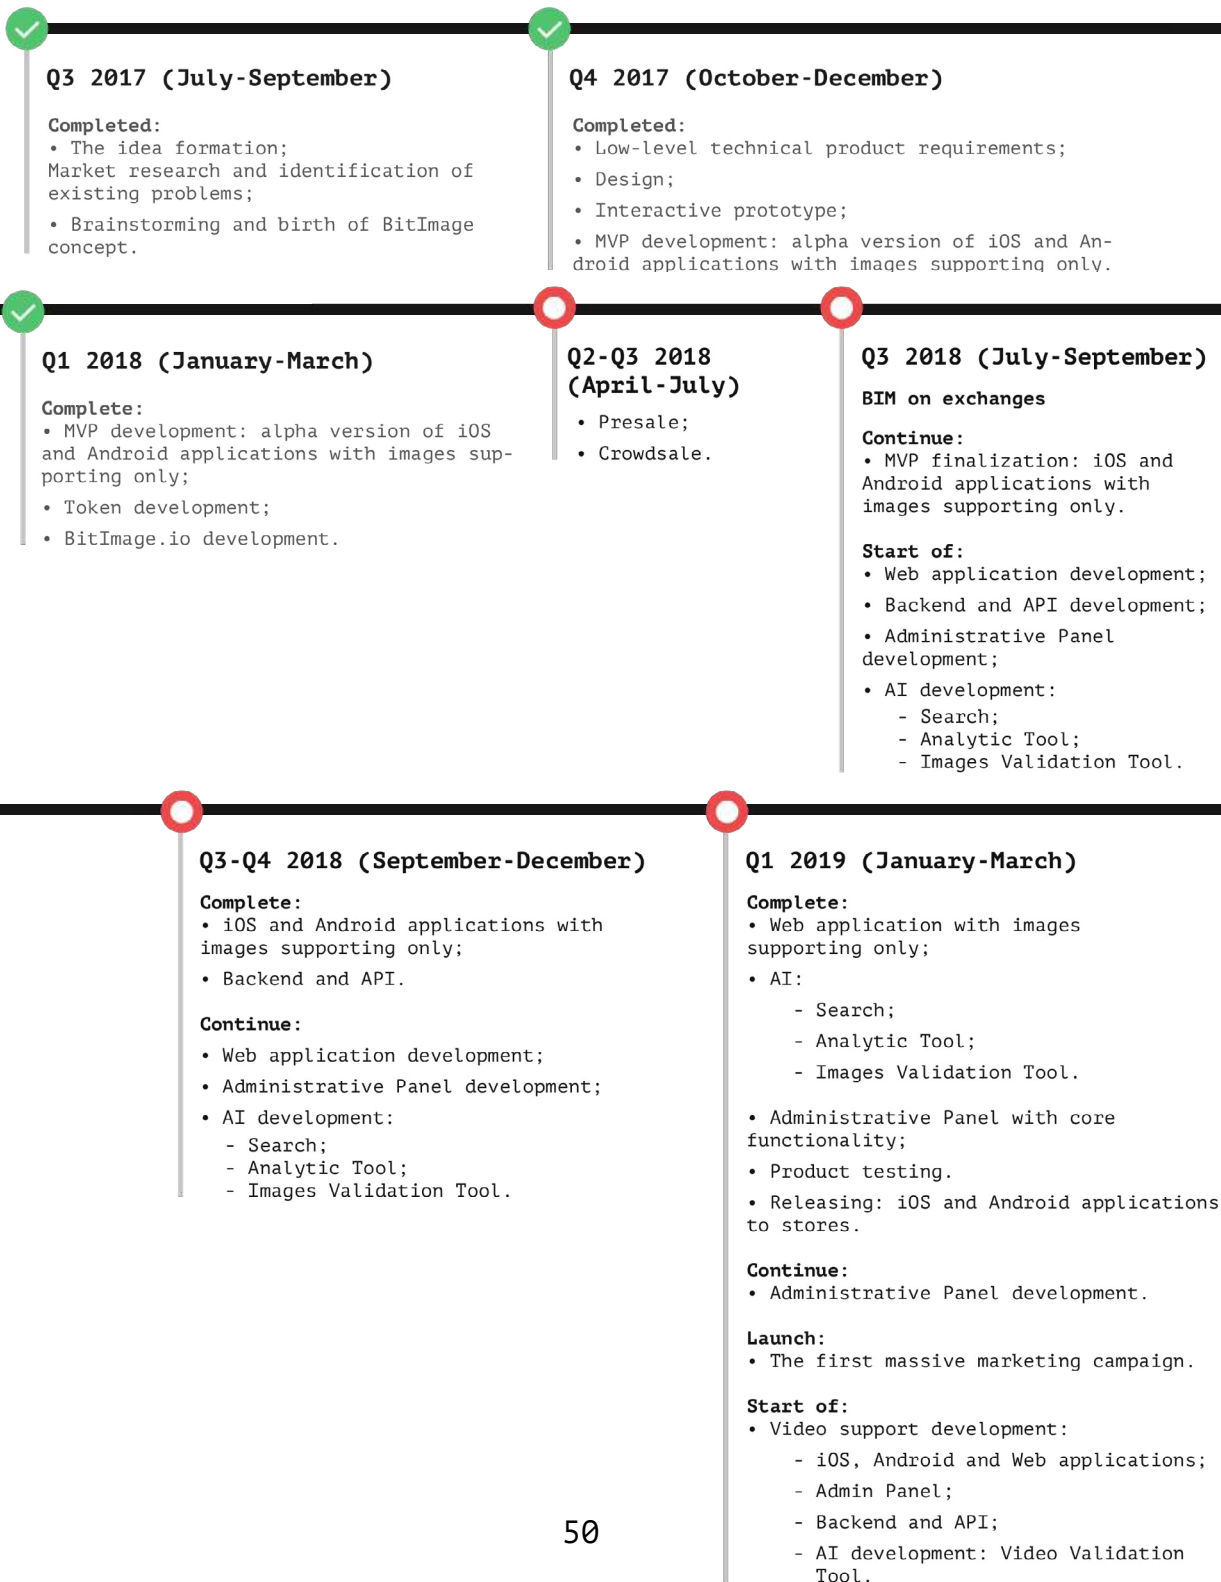 Q3 2017 (July-September)
Completed:
• The idea formation;
Market research and identification of
existing problems;
• Brainstorming and birth of BitImage
concept.
Q4 2017 (October-December)
Completed:
• Low-level technical product requirements;
• Design;
• Interactive prototype;
• MVP development: alpha version of iOS and An-
droid applications with images supporting only.
Q1 2018 (January-March)
Complete:
• MVP development: alpha version of iOS
and Android applications with images sup-
porting only;
• Token development;
• BitImage.io development.
Q2-Q3 2018
(April-July)
• Presale;
• Crowdsale.
Q3 2018 (July-September)
BIM on exchanges
Continue:
• MVP finalization: iOS and
Android applications with
images supporting only.
Start of:
• Web application development;
• Backend and API development;
• Administrative Panel
development;
• AI development:
- Search;
- Analytic Tool;
- Images Validation Tool.
Q3-Q4 2018 (September-December)
Complete:
• iOS and Android applications with
images supporting only;
• Backend and API.
Continue:
• Web application development;
• Administrative Panel development;
• AI development:
- Search;
- Analytic Tool;
- Images Validation Tool.
Q1 2019 (January-March)
Complete:
• Web application with images
supporting only;
• AI:
- Search;
- Analytic Tool;
- Images Validation Tool.
• Administrative Panel with core
functionality;
• Product testing.
• Releasing: iOS and Android applications
to stores.
Continue:
• Administrative Panel development.
Launch:
• The first massive marketing campaign.
Start of:
• Video support development:
- iOS, Android and Web applications;
- Admin Panel;
- Backend and API;
- AI development: Video Validation
Tool.
50